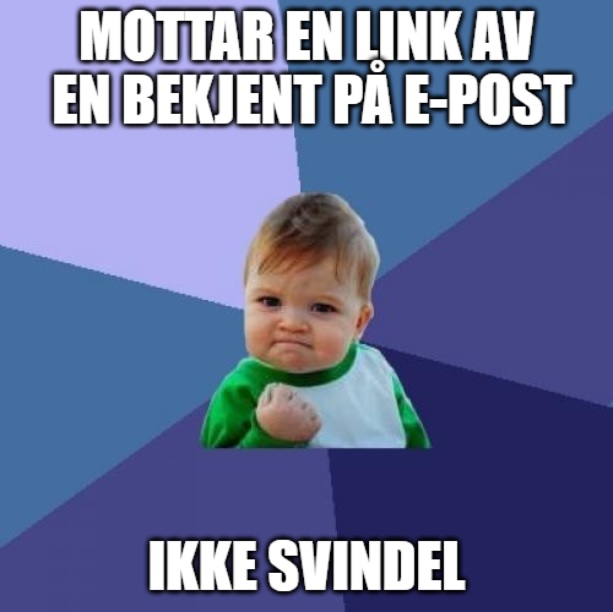 MOTTAR EN LINK AV
EN BEKJENT PÅ E-POST
IKKE SVINDEL